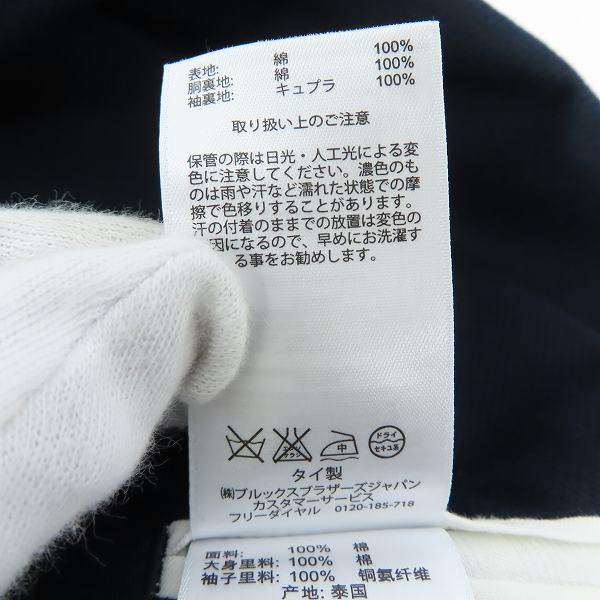 表地: 綿 100%
胴裏地: 綿 100%
袖裏地: キュプラ 100%
取り扱い上のご注意
保管の際は日光・人工光による変
色に注意してください。濃色のも
のは雨や汗など濡れた状態での摩
擦で色移りすることがあります。
汗の付着のままでの放置は変色の
因になるので、早めにお洗濯す
る事をお勧めします。
中 ドライ セキユ系
タイ製
(株)ブルックスブラザーズジャパン
カスタマーサービス
フリーダイヤル 0120-185-718
面料: 100% 棉
大身里料: 100% 棉
袖子里料: 100% 铜氨纤维
产地: 泰国